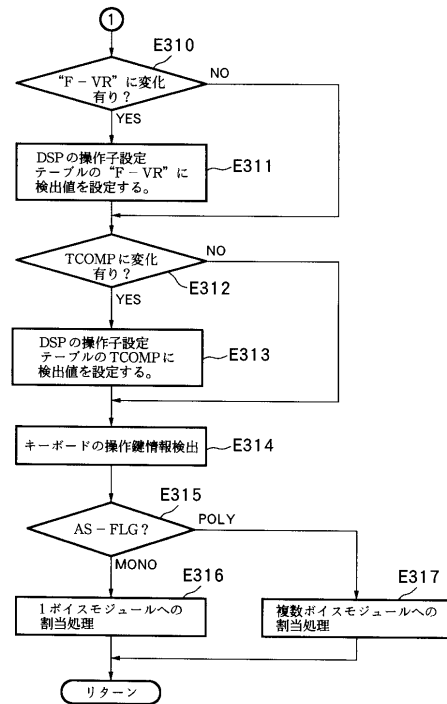 1
E310
“F－VR”に変化
有り？
NO
YES
DSPの操作子設定
テーブルの“F－VR”に
検出値を設定する。
E311
TCOMPに変化
有り？
NO
E312
YES
DSPの操作子設定
テーブルのTCOMPに
検出値を設定する。
E313
キーボードの操作鍵情報検出
E314
E315
AS－FLG？
POLY
MONO
E316
1ボイスモジュールへの
割当処理
E317
複数ボイスモジュールへの
割当処理
リターン